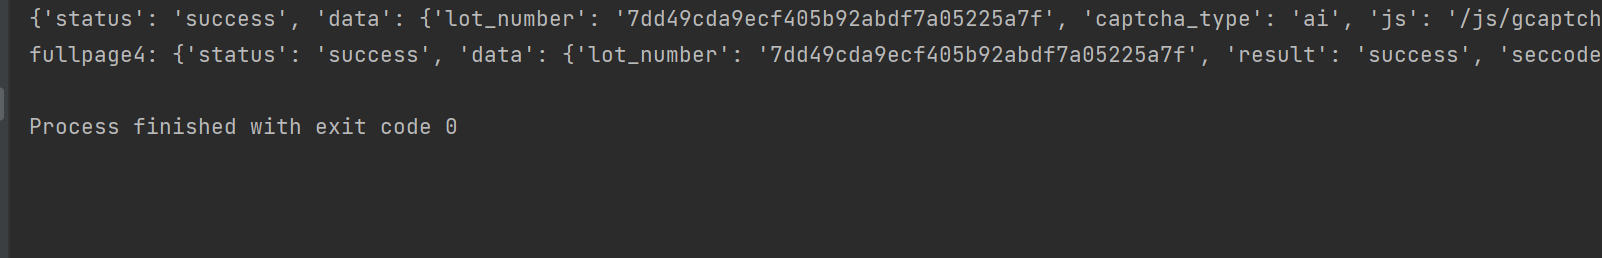 {'status': 'success', 'data': {'lot_number': '7dd49cda9ecf405b92abdf7a05225a7f', 'captcha_type': 'ai', 'js': '/js/gcaptch
fullpage4: {'status': 'success', 'data': {'lot_number': '7dd49cda9ecf405b92abdf7a05225a7f', 'result': 'success', 'seccode
Process finished with exit code 0